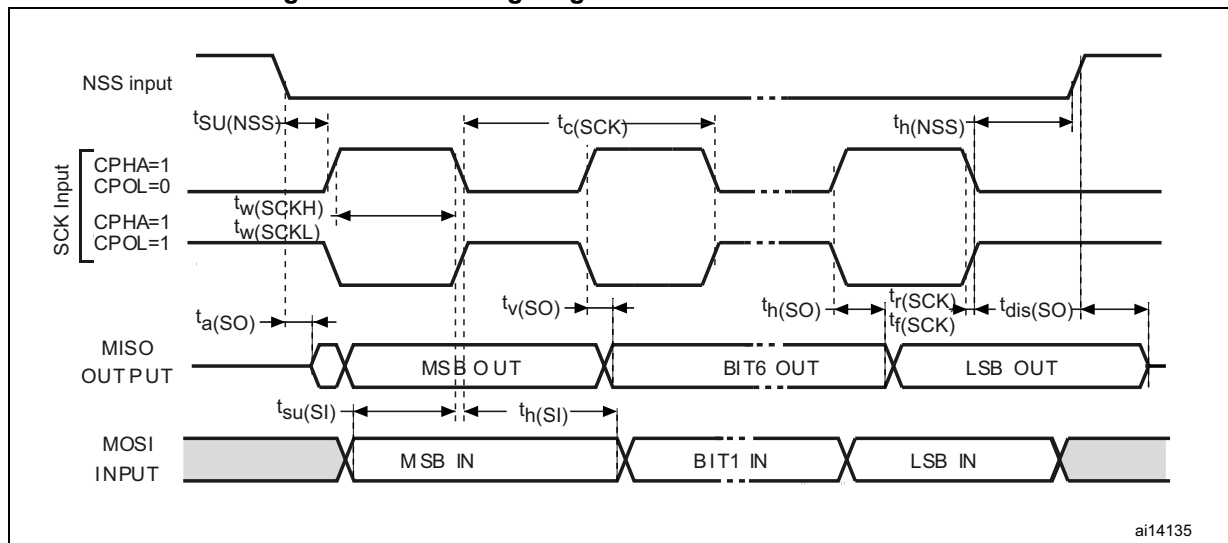 NSS input
tSU(NSS)
tc(SCK)
th(NSS)
SCK Input
CPHA=1
CPOL=0
tw(SCKH)
CPHA=1
tw(SCKL)
CPOL=1
ta(SO)
tv(SO)
th(SO)
tr(SCK)
tf(SCK)
tdis(SO)
MISO
OUTPUT
MSB OUT
BIT6 OUT
LSB OUT
tsu(SI)
th(SI)
MOSI
INPUT
MSB IN
BIT1 IN
LSB IN
ai14135